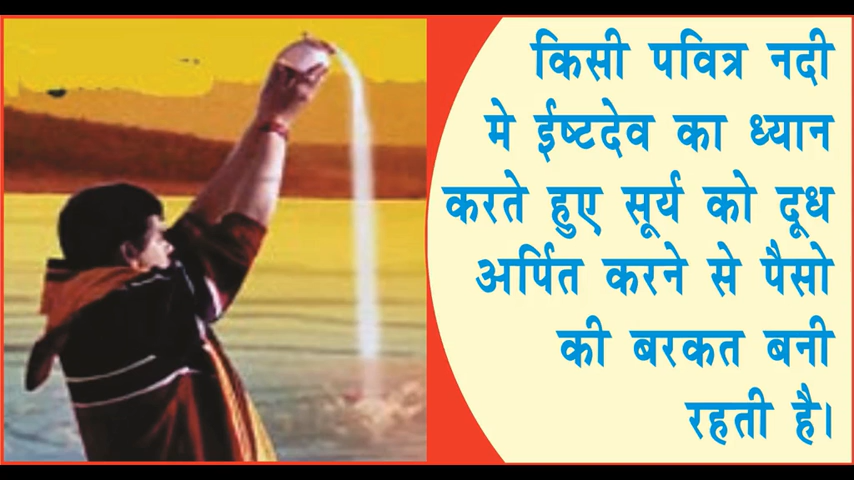 किसी पवित्र नदी
मे ईष्टदेव का ध्यान
करते हुए सूर्य को दूध
अर्पित करने से पैसो
की बरकत बनी
रहती है।